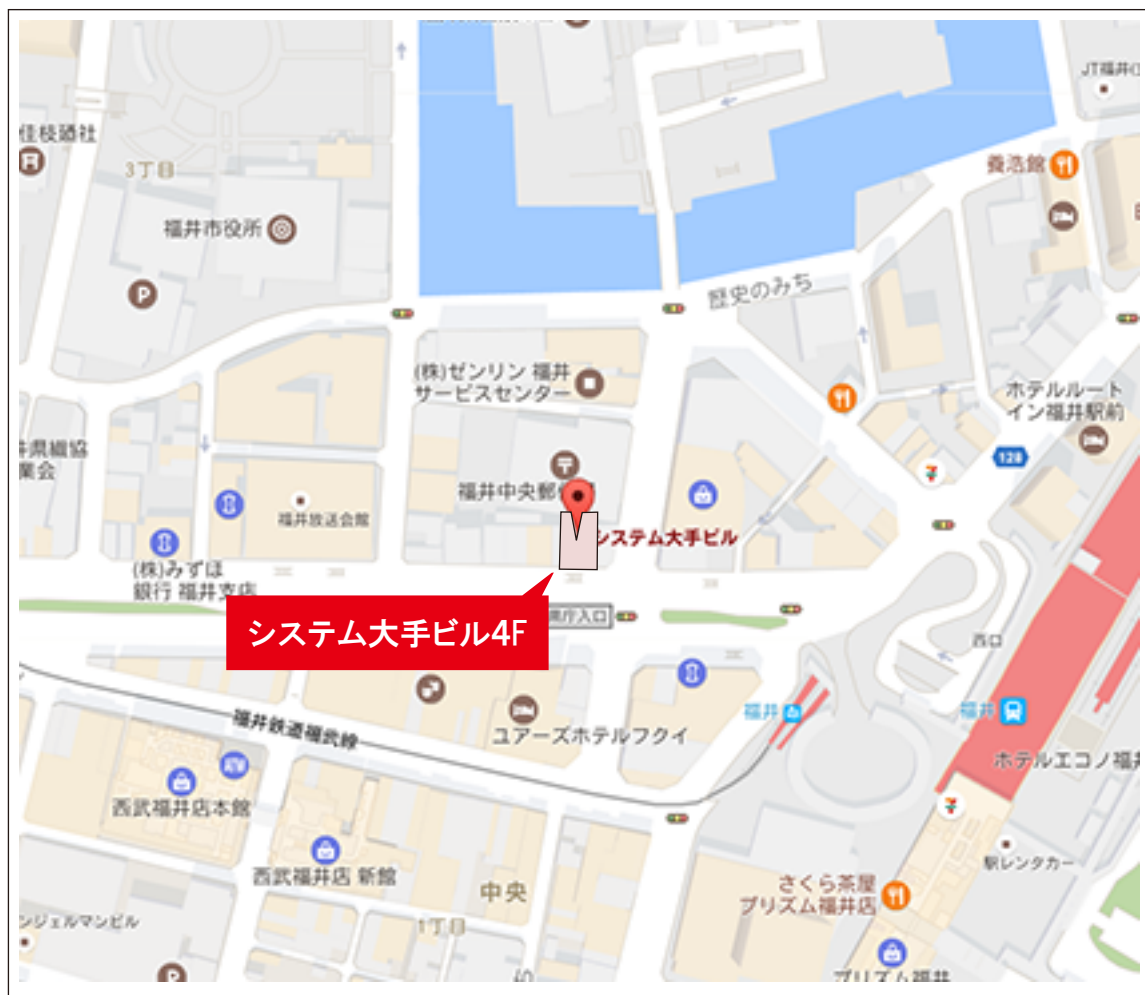 JT福井
佳枝廼社
3丁目
養浩館
福井市役所
P
歴史のみち
(株)ゼンリン 福井
サービスセンター
ホテルルート
イン福井駅前
井県繊協
業会
128
7
福井中央郵
福井放送会館
システム大手ビル
(株)みずほ
銀行 福井支店
県庁入口
システム大手ビル4F
西口
福井
福井
福井鉄道福武線
ユアーズホテルフクイ
ホテルエコノ福井
ATM
西武福井店本館
7
駅レンタカー
西武福井店 新館
中央
さくら茶屋
プリズム福井店
1丁目
ンジェルマンビル
P
プリズム福井